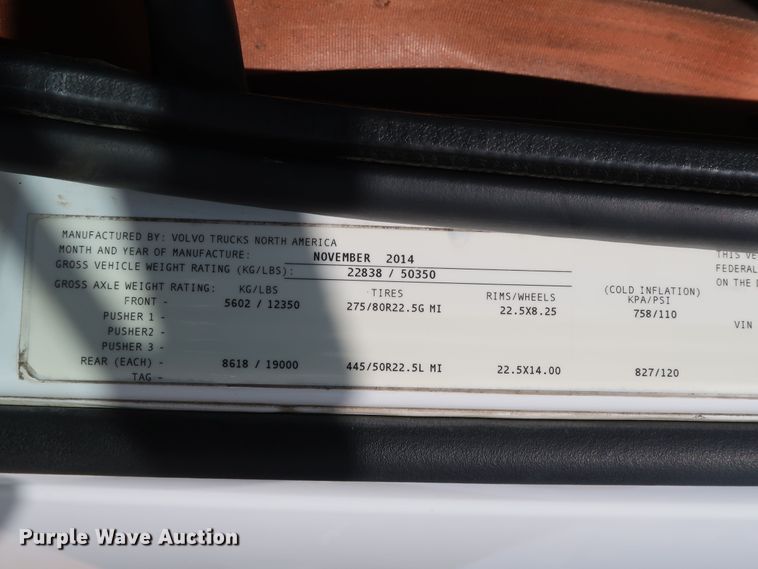 MANUFACTURED BY: VOLVO TRUCKS NORTH AMERICA
MONTH AND YEAR OF MANUFACTURE: NOVEMBER 2014
GROSS VEHICLE WEIGHT RATING (KG/LBS): 22838 / 50350
GROSS AXLE WEIGHT RATING: KG/LBS TIRES RIMS/WHEELS (COLD INFLATION) KPA/PSI
FRONT - 5602 / 12350 275/80R22.5G MI 22.5X8.25 758/110
PUSHER 1 -
PUSHER2 -
PUSHER 3 -
REAR (EACH) - 8618 / 19000 445/50R22.5L MI 22.5X14.00 827/120
TAG -
THIS VE
FEDERAL
ON THE D
VIN
Purple Wave Auction